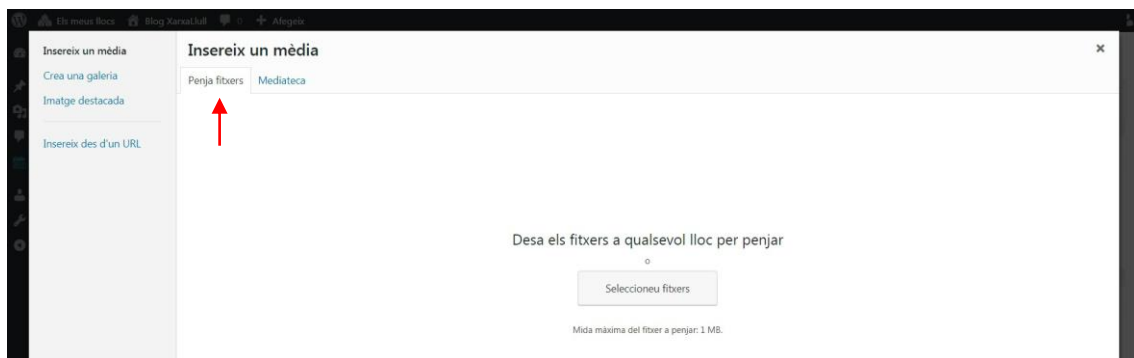 Els meus llocs Blog XarxaLlull 0 Afegeix
Insereix un mèdia
Crea una galeria
Imatge destacada
Insereix des d'un URL
Insereix un mèdia
Penja fitxers Mediateca
Desa els fitxers a qualsevol lloc per penjar
o
Seleccioneu fitxers
Mida màxima del fitxer a penjar: 1 MB.